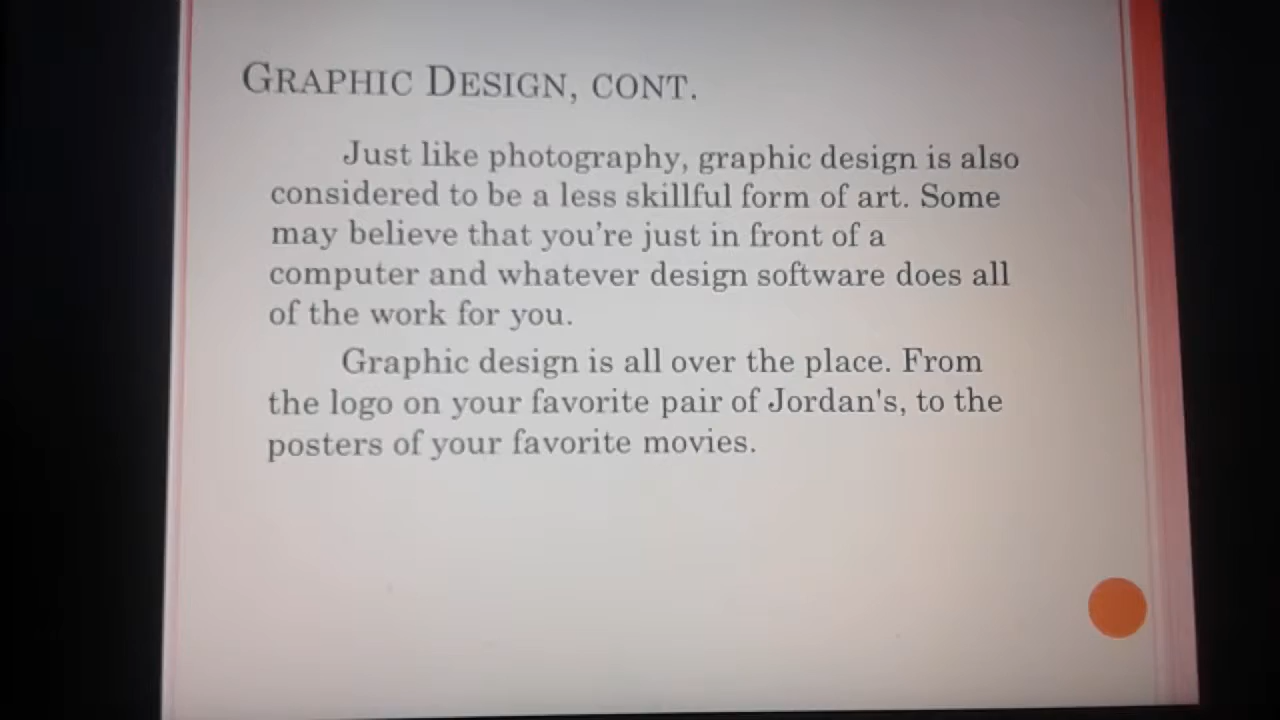 GRAPHIC DESIGN, CONT.
Just like photography, graphic design is also
considered to be a less skillful form of art. Some
may believe that you're just in front of a
computer and whatever design software does all
of the work for you.
Graphic design is all over the place. From
the logo on your favorite pair of Jordan's, to the
posters of your favorite movies.